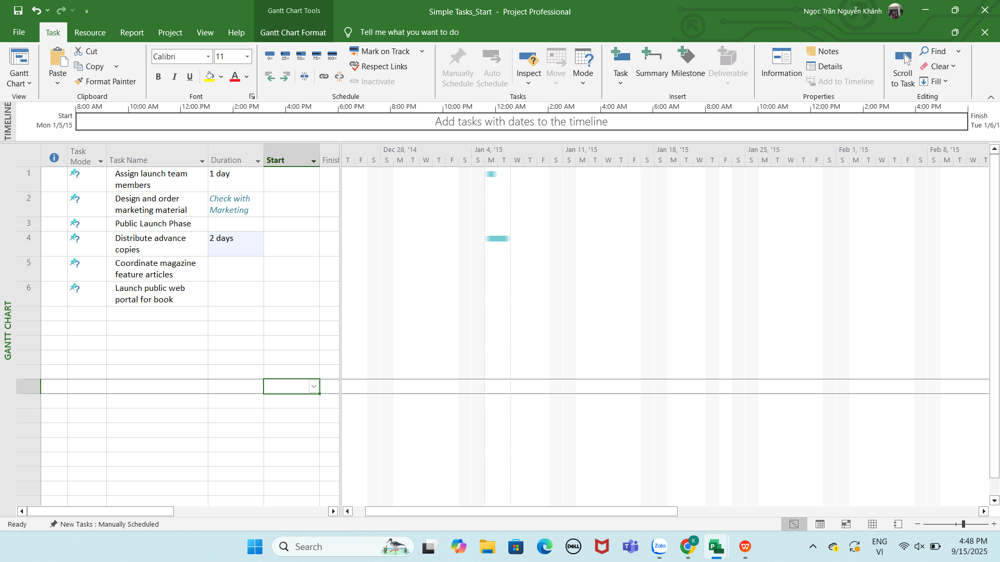 Gantt Chart Tools
Simple Tasks_Start - Project Professional
Ngọc Trần Nguyễn Khánh
File
Task
Resource
Report
Project
View
Help
Gantt Chart Format
Tell me what you want to do
Gantt
Chart
View
Paste
Cut
Copy
Format Painter
Clipboard
Calibri
11
B
I
U
A
Font
0%
25%
50%
75%
100%
Mark on Track
Respect Links
Inactivate
Schedule
Manually
Schedule
Auto
Schedule
Inspect
Move
Mode
Tasks
Task
Summary
Milestone
Deliverable
Insert
Information
Notes
Details
Add to Timeline
Properties
Scroll
to Task
Find
Clear
Fill
Editing
TIMELINE
8:00 AM
10:00 AM
12:00 PM
2:00 PM
4:00 PM
6:00 PM
8:00 PM
10:00 PM
12:00 AM
2:00 AM
4:00 AM
6:00 AM
8:00 AM
10:00 AM
12:00 PM
2:00 PM
4:00 PM
Start
Mon 1/5/15
Add tasks with dates to the timeline
Finish
Tue 1/6/1
Task
Mode
Task Name
Duration
Start
Finish
Dec 28, '14
Jan 4, '15
Jan 11, '15
Jan 18, '15
Jan 25, '15
Feb 1, '15
Feb 8, '15
T F S S M T W T F S S M T W T F S S M T W T F S S M T W T F S S M T W T F S S M T W T F S S M T W T
1
Assign launch team
members
1 day
2
Design and order
marketing material
Check with
Marketing
3
Public Launch Phase
4
Distribute advance
copies
2 days
5
Coordinate magazine
feature articles
6
Launch public web
portal for book
GANTT CHART
Ready
New Tasks : Manually Scheduled
Search
DELL
Zalo
K
ENG
VI
4:48 PM
9/15/2025